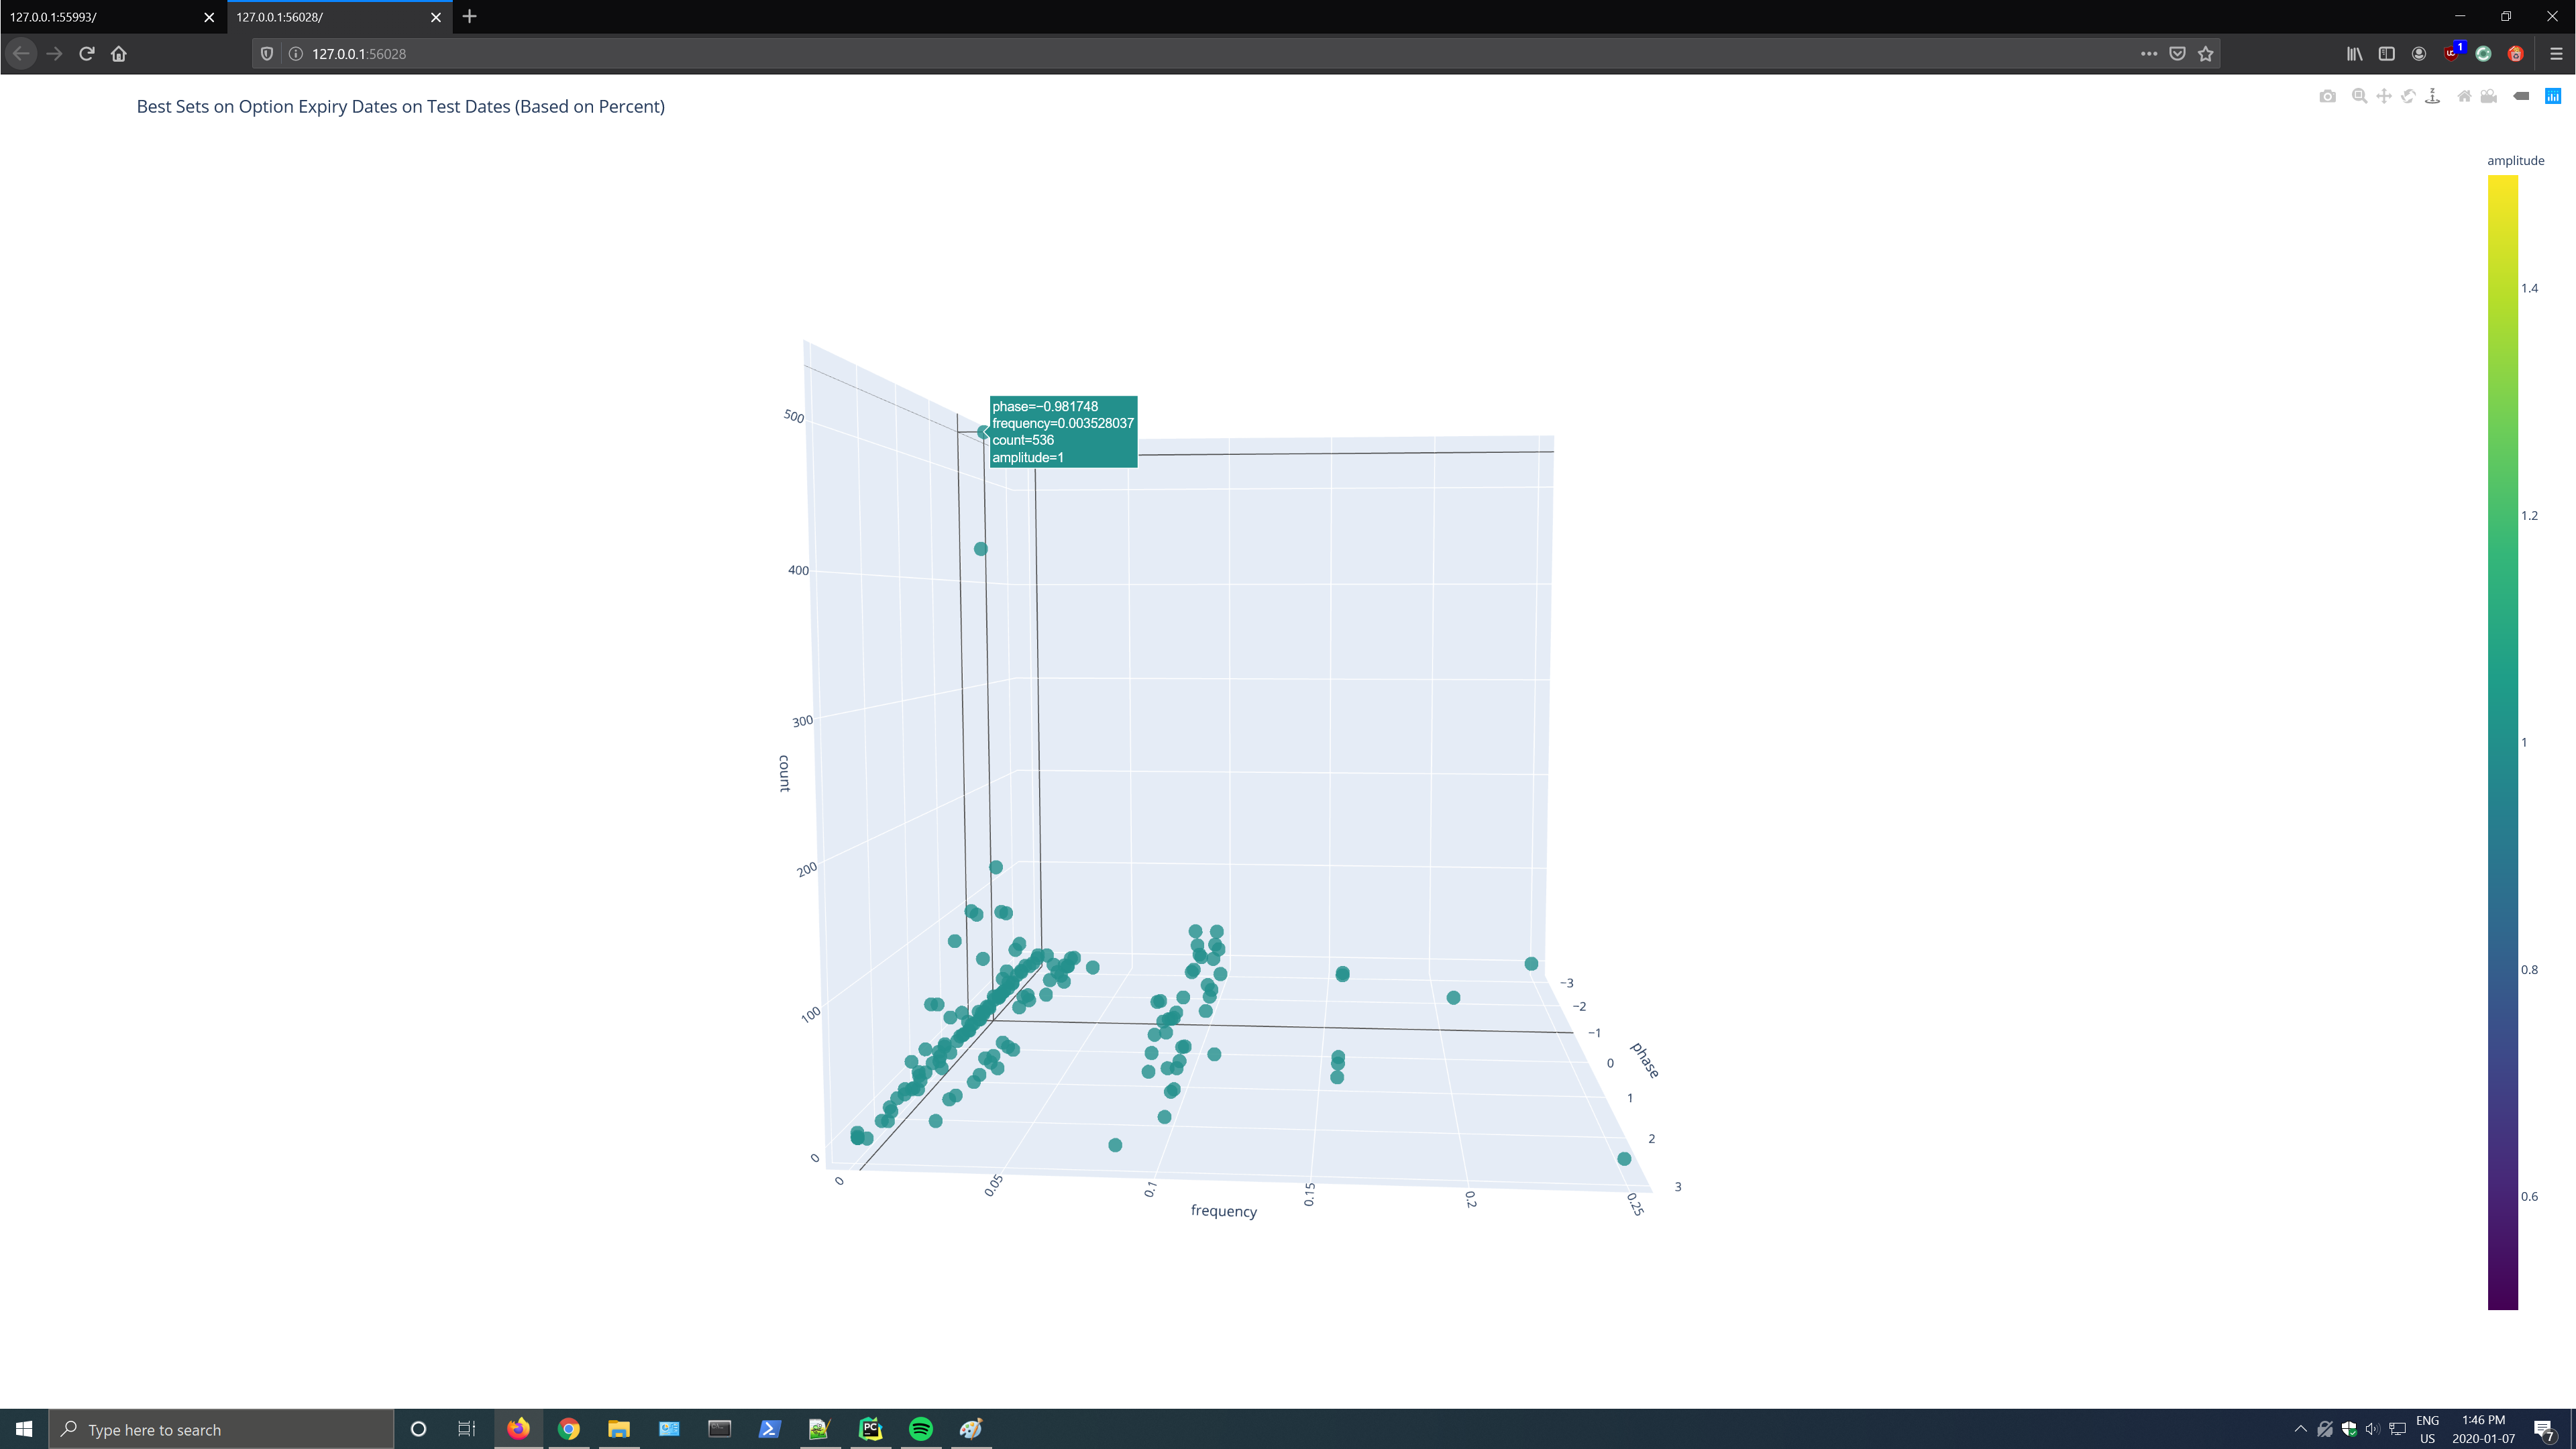 127.0.0.1:55993/
127.0.0.1:56028/
127.0.0.1:56028
1
Best Sets on Option Expiry Dates on Test Dates (Based on Percent)
amplitude
1.4
1.2
1
0.8
0.6
phase=−0.981748
frequency=0.003528037
count=536
amplitude=1
500
400
300
200
100
0
count
0
0.05
0.1
0.15
0.2
0.25
frequency
−3
−2
−1
0
1
2
3
phase
Type here to search
PC
ENG
US
1:46 PM
2020-01-07
7